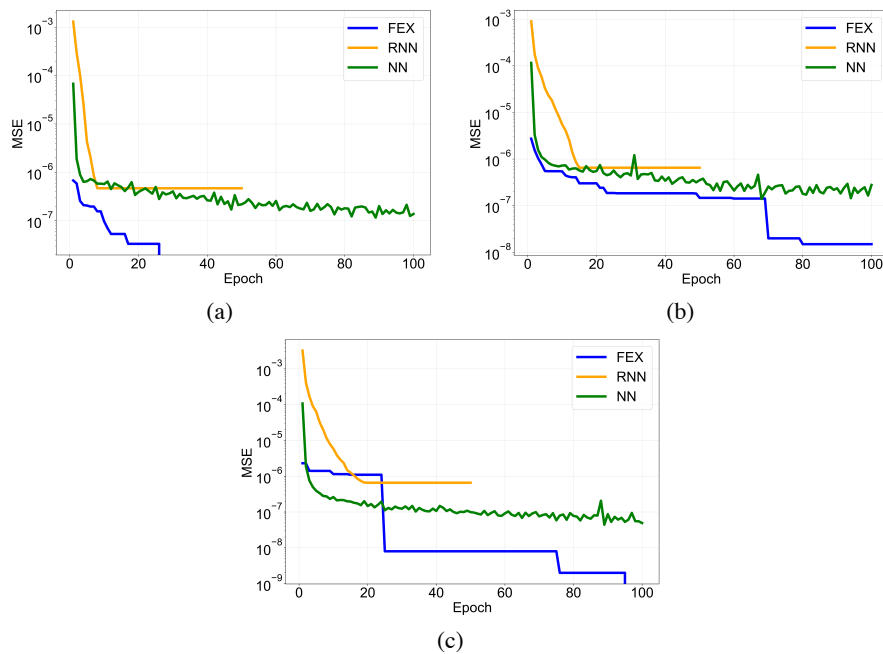 FEX
RNN
NN
10⁻³
10⁻⁴
10⁻⁵
10⁻⁶
10⁻⁷
MSE
0 20 40 60 80 100
Epoch
(a)
FEX
RNN
NN
10⁻³
10⁻⁴
10⁻⁵
10⁻⁶
10⁻⁷
10⁻⁸
MSE
0 20 40 60 80 100
Epoch
(b)
FEX
RNN
NN
10⁻³
10⁻⁴
10⁻⁵
10⁻⁶
10⁻⁷
10⁻⁸
10⁻⁹
MSE
0 20 40 60 80 100
Epoch
(c)